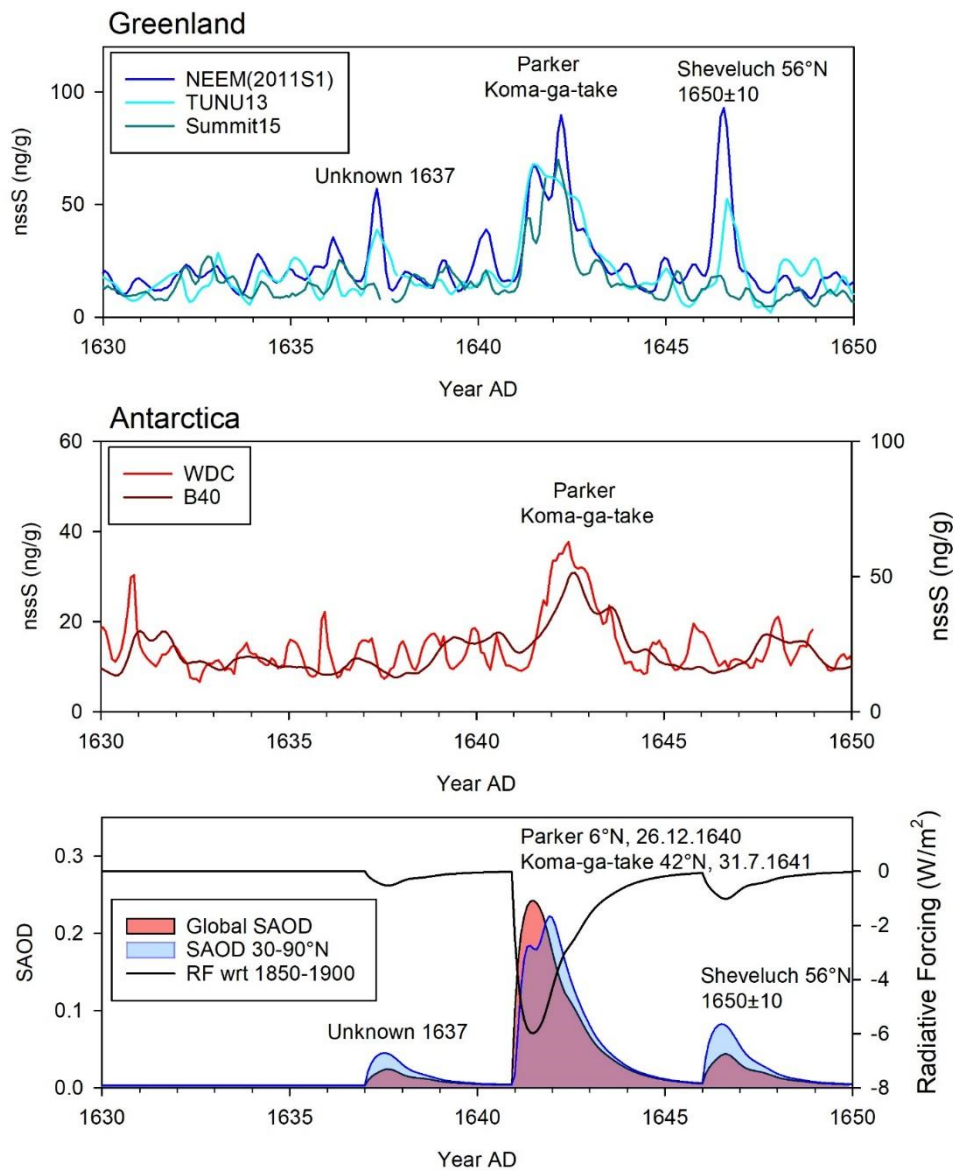 Greenland
NEEM(2011S1)
TUNU13
Summit15
Unknown 1637
Parker
Koma-ga-take
Sheveluch 56°N
1650±10
nssS (ng/g)
100
50
0
1630 1635 1640 1645 1650
Year AD
Antarctica
WDC
B40
Parker
Koma-ga-take
nssS (ng/g)
60
40
20
0
100
50
0
nssS (ng/g)
1630 1635 1640 1645 1650
Year AD
Parker 6°N, 26.12.1640
Koma-ga-take 42°N, 31.7.1641
Global SAOD
SAOD 30-90°N
RF wrt 1850-1900
Unknown 1637
Sheveluch 56°N
1650±10
SAOD
0.3
0.2
0.1
0.0
0
-2
-4
-6
-8
Radiative Forcing (W/m²)
1630 1635 1640 1645 1650
Year AD